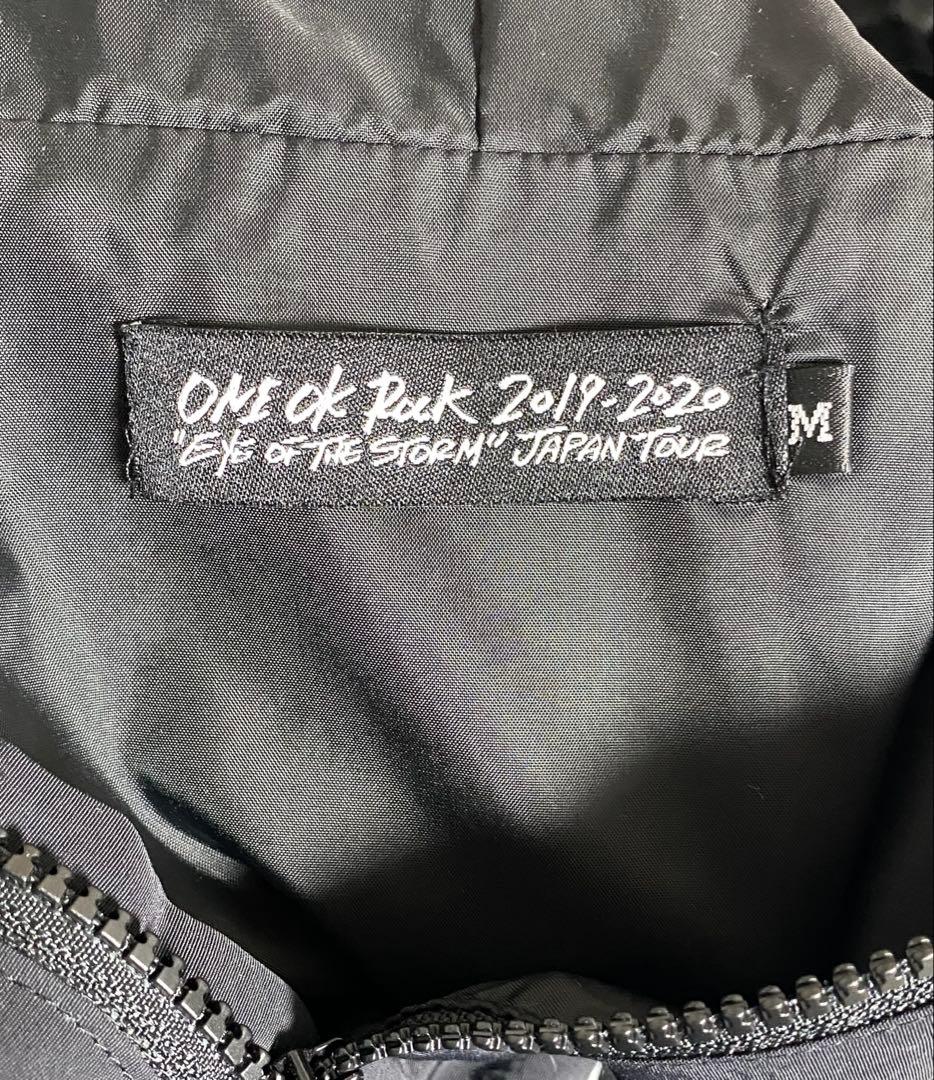 ONE OK ROCK 2019-2020
"EYE OF THE STORM" JAPAN TOUR
M